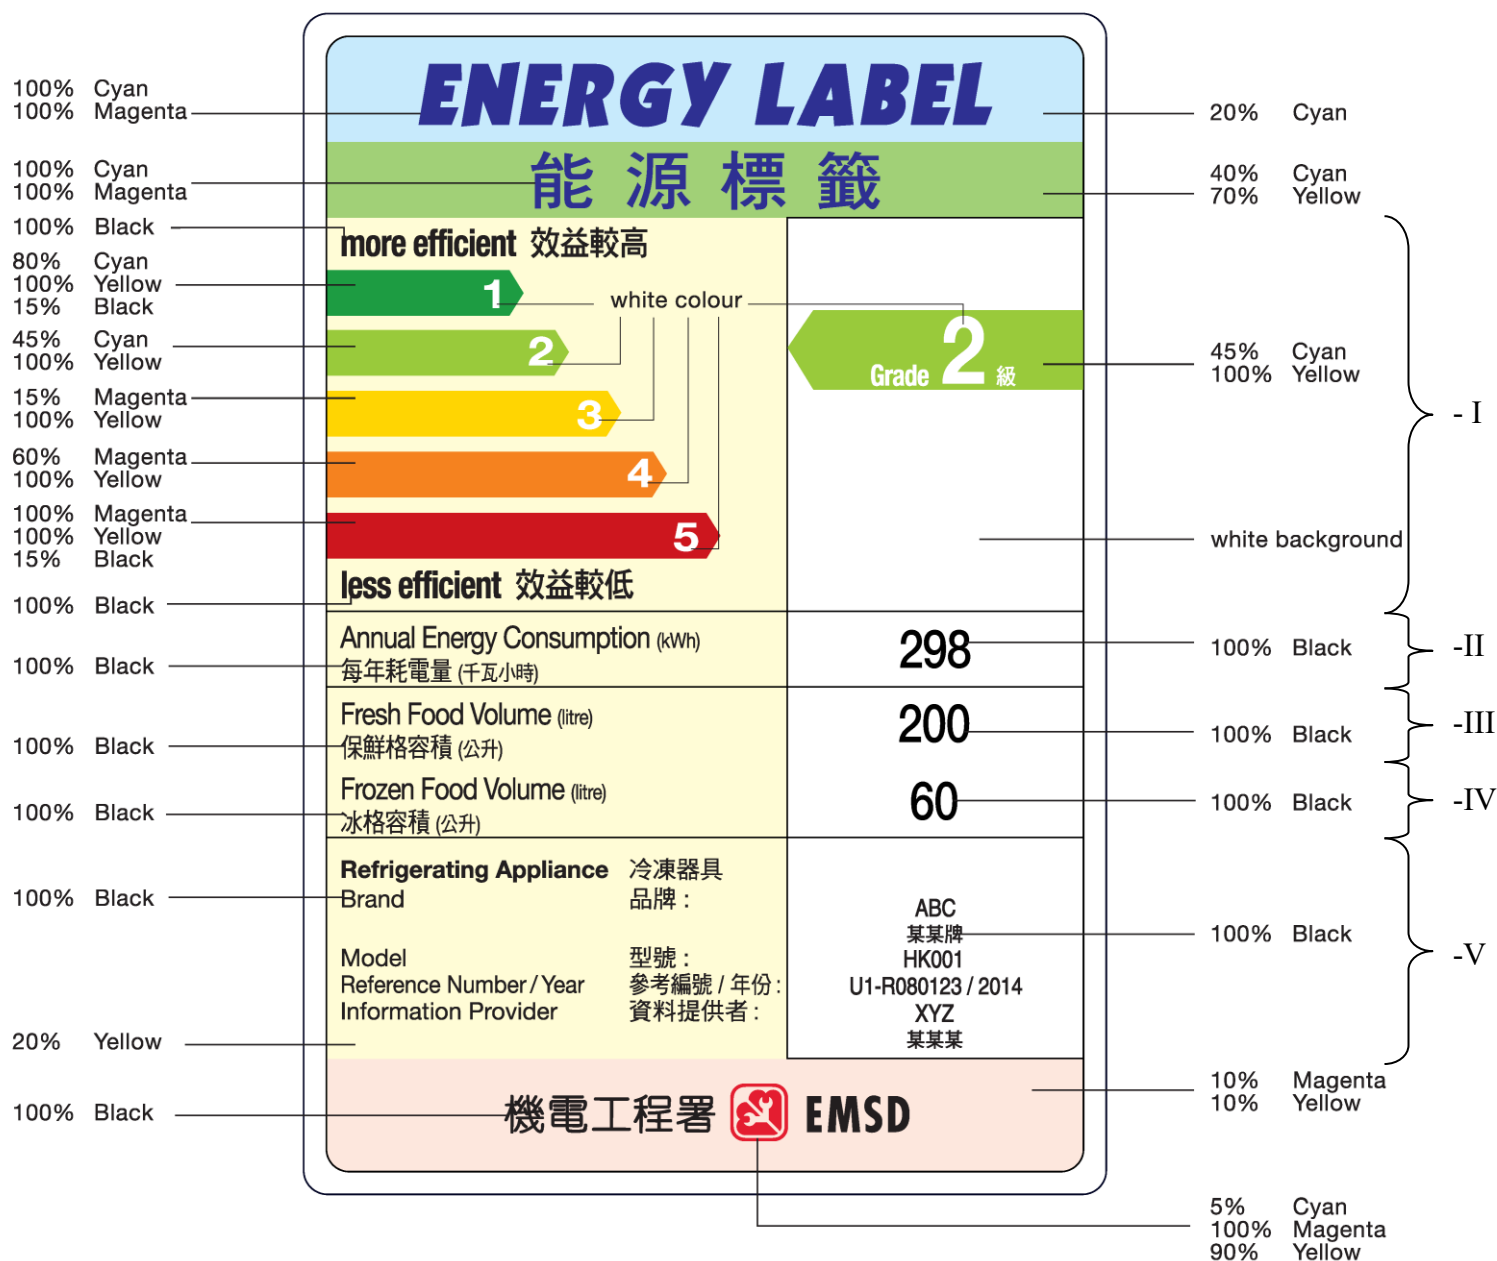 ENERGY LABEL
能源標籤
100% Cyan
100% Magenta
100% Cyan
100% Magenta
100% Black
80% Cyan
100% Yellow
15% Black
45% Cyan
100% Yellow
15% Magenta
100% Yellow
60% Magenta
100% Yellow
100% Magenta
100% Yellow
15% Black
100% Black
100% Black
100% Black
100% Black
100% Black
20% Yellow
100% Black
more efficient 效益較高
1
2
3
4
5
white colour
less efficient 效益較低
Grade 2 級
Annual Energy Consumption (kWh)
每年耗電量 (千瓦小時)
298
Fresh Food Volume (litre)
保鮮格容積 (公升)
200
Frozen Food Volume (litre)
冰格容積 (公升)
60
Refrigerating Appliance 冷凍器具
Brand 品牌 :
Model 型號 :
Reference Number / Year 參考編號 / 年份 :
Information Provider 資料提供者 :
ABC
某某牌
HK001
U1-R080123 / 2014
XYZ
某某某
機電工程署 EMSD
20% Cyan
40% Cyan
70% Yellow
45% Cyan
100% Yellow
white background
100% Black
100% Black
100% Black
100% Black
10% Magenta
10% Yellow
5% Cyan
100% Magenta
90% Yellow
- I
-II
-III
-IV
-V